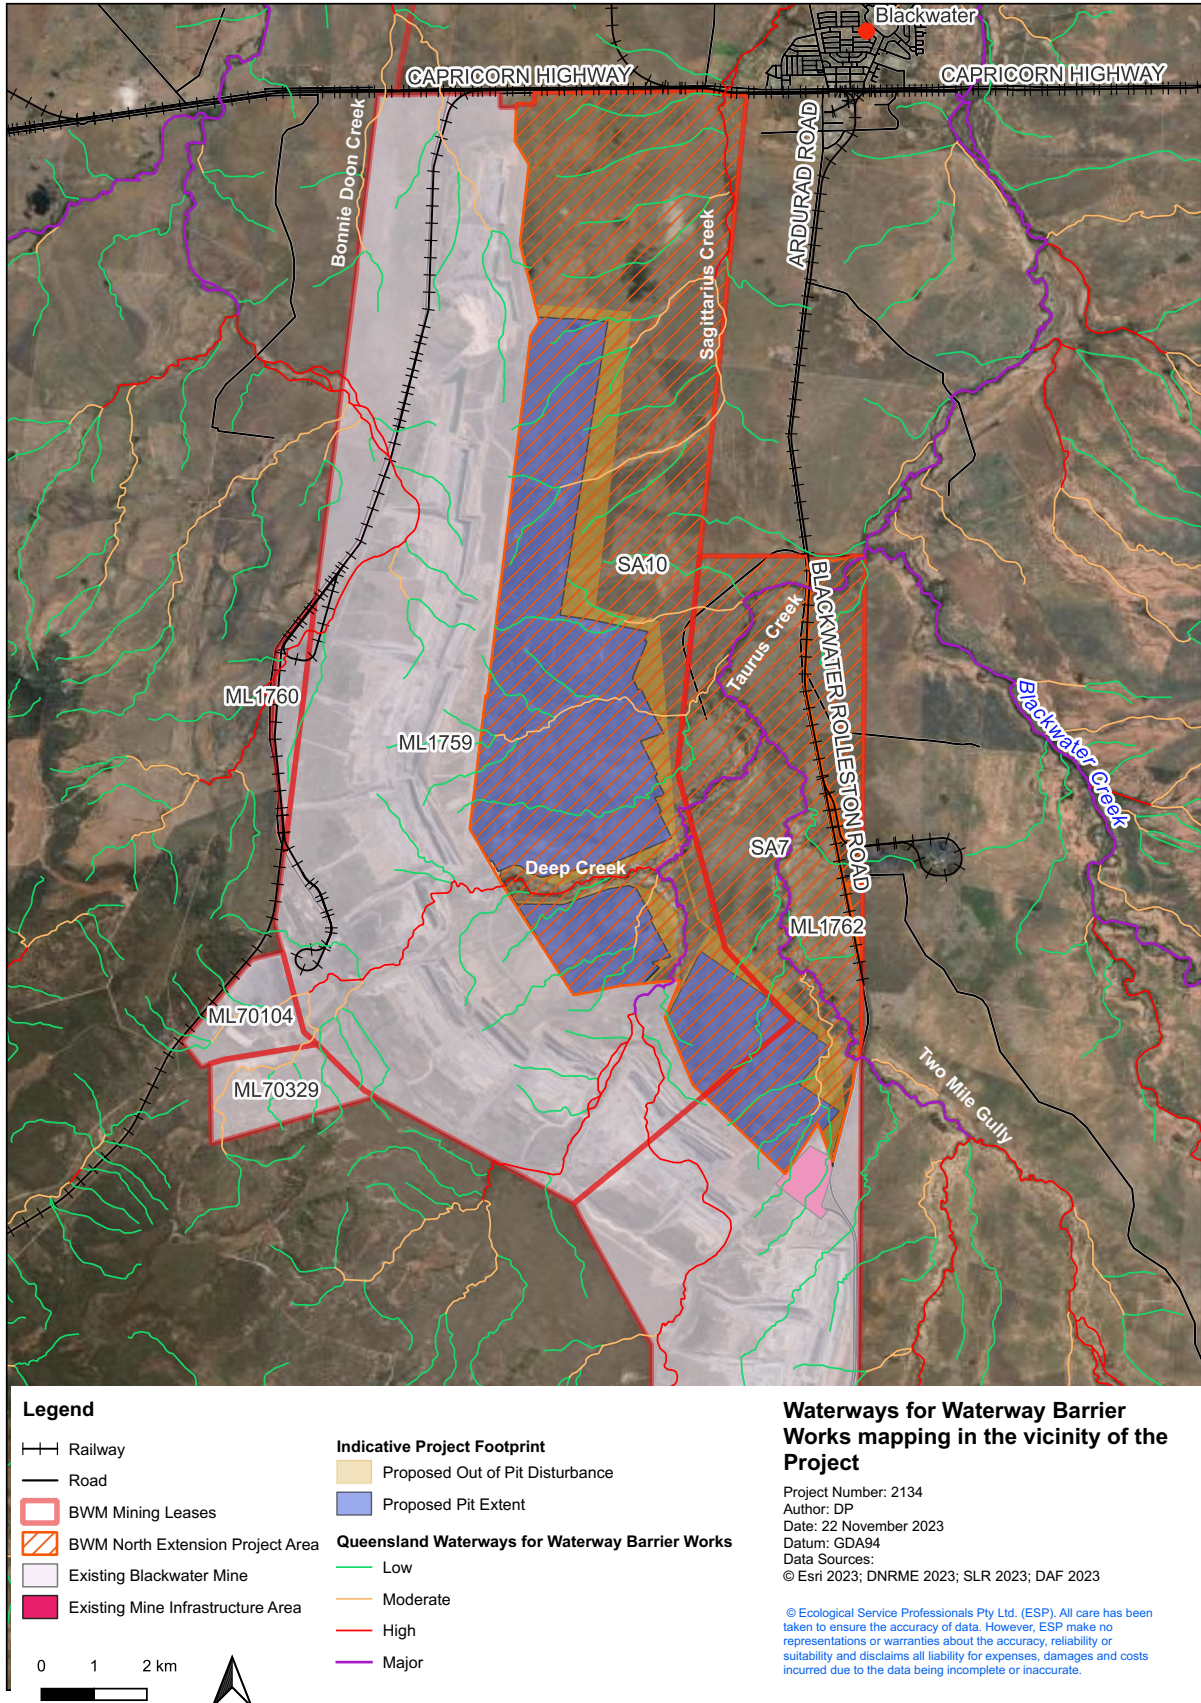 Blackwater
CAPRICORN HIGHWAY
CAPRICORN HIGHWAY
Bonnie Doon Creek
ARDURAD ROAD
Sagittarius Creek
SA10
BLACKWATER ROLLESTON ROAD
Taurus Creek
ML1760
ML1759
Blackwater Creek
SA7
Deep Creek
ML1762
ML70104
Two Mile Gully
ML70329
Legend
Railway
Road
BWM Mining Leases
BWM North Extension Project Area
Existing Blackwater Mine
Existing Mine Infrastructure Area
0 1 2 km
Indicative Project Footprint
Proposed Out of Pit Disturbance
Proposed Pit Extent
Queensland Waterways for Waterway Barrier Works
Low
Moderate
High
Major
Waterways for Waterway Barrier
Works mapping in the vicinity of the
Project
Project Number: 2134
Author: DP
Date: 22 November 2023
Datum: GDA94
Data Sources:
© Esri 2023; DNRME 2023; SLR 2023; DAF 2023
© Ecological Service Professionals Pty Ltd. (ESP). All care has been
taken to ensure the accuracy of data. However, ESP make no
representations or warranties about the accuracy, reliability or
suitability and disclaims all liability for expenses, damages and costs
incurred due to the data being incomplete or inaccurate.